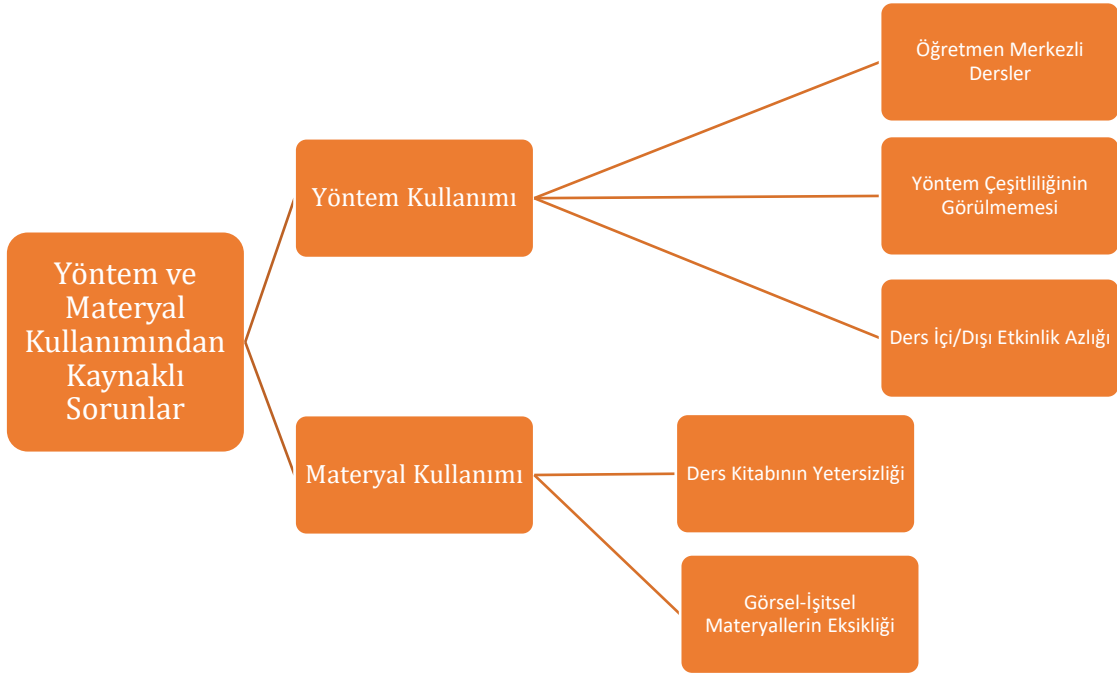 Yöntem ve
Materyal
Kullanımından
Kaynaklı
Sorunlar
Yöntem Kullanımı
Öğretmen Merkezli
Dersler
Yöntem Çeşitliliğinin
Görülmemesi
Ders İçi/Dışı Etkinlik Azlığı
Materyal Kullanımı
Ders Kitabının Yetersizliği
Görsel-İşitsel
Materyallerin Eksikliği